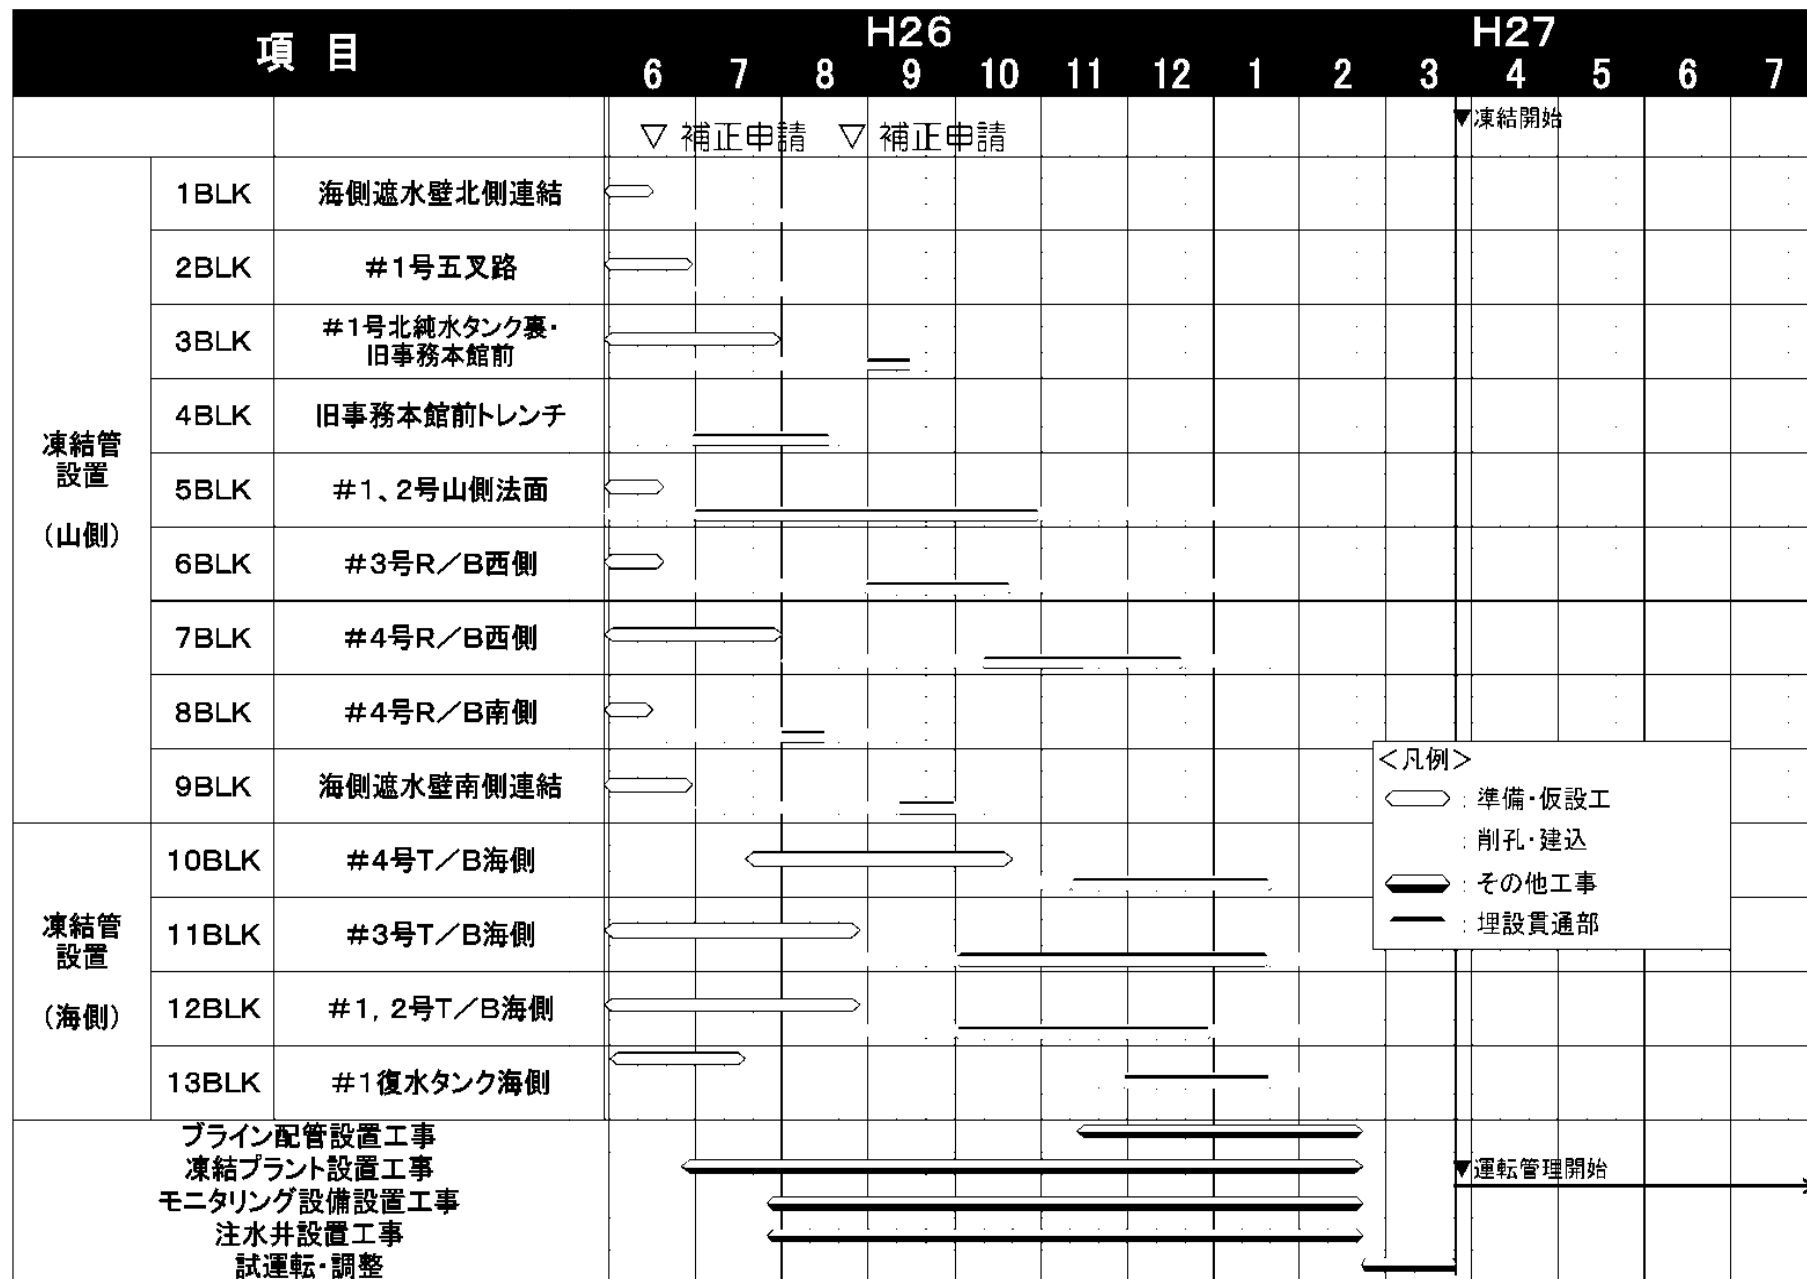 項 目
H26
H27
6 7 8 9 10 11 12 1 2 3 4 5 6 7
▽ 補正申請 ▽ 補正申請
▼凍結開始
凍結管
設置
(山側)
1BLK 海側遮水壁北側連結
2BLK #1号五叉路
3BLK #1号北純水タンク裏・
旧事務本館前
4BLK 旧事務本館前トレンチ
5BLK #1、2号山側法面
6BLK #3号R／B西側
7BLK #4号R／B西側
8BLK #4号R／B南側
9BLK 海側遮水壁南側連結
凍結管
設置
(海側)
10BLK #4号T／B海側
11BLK #3号T／B海側
12BLK #1,2号T／B海側
13BLK #1復水タンク海側
＜凡例＞
：準備・仮設工
：削孔・建込
：その他工事
：埋設貫通部
ブライン配管設置工事
凍結プラント設置工事
▼運転管理開始
モニタリング設備設置工事
注水井設置工事
試運転・調整